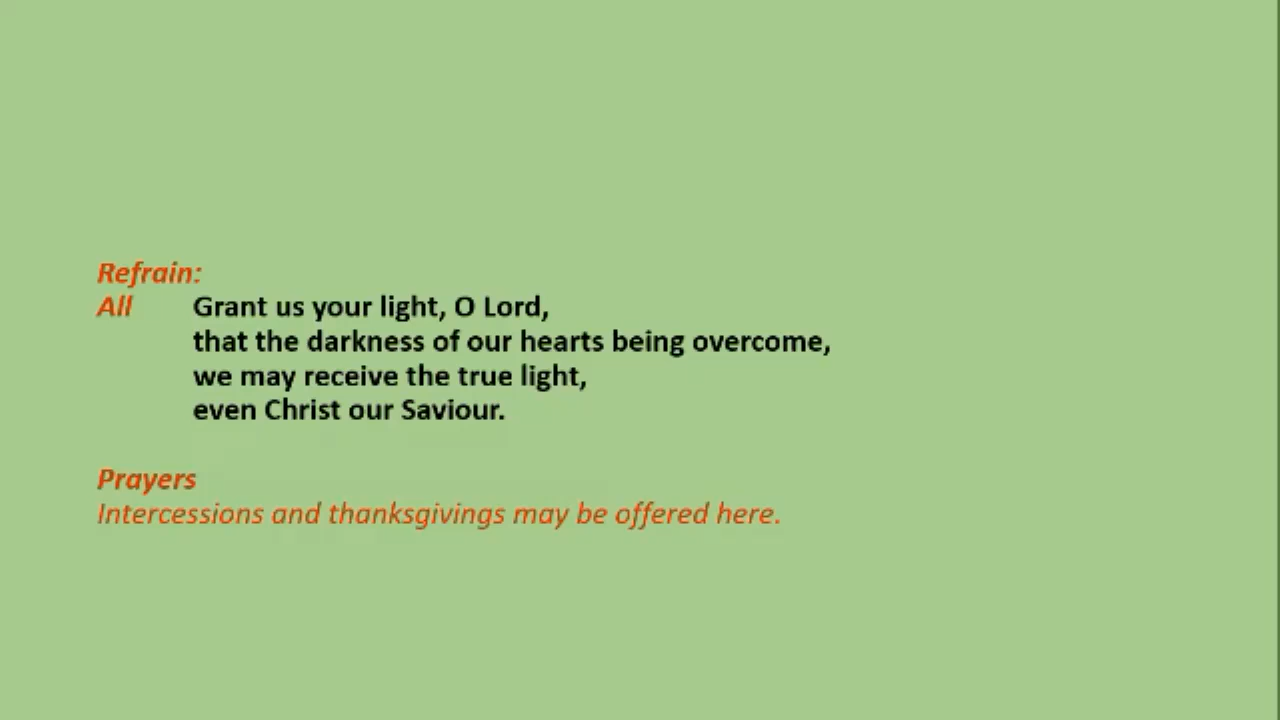 Refrain:
All Grant us your light, O Lord,
that the darkness of our hearts being overcome,
we may receive the true light,
even Christ our Saviour.
Prayers
Intercessions and thanksgivings may be offered here.